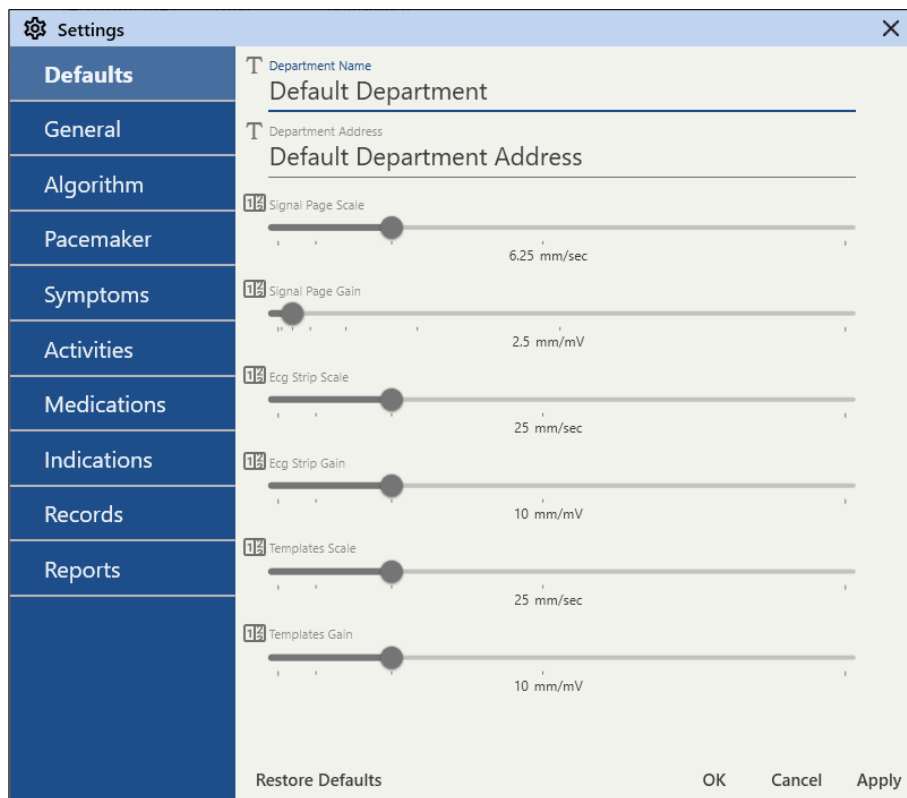 Settings
Defaults
General
Algorithm
Pacemaker
Symptoms
Activities
Medications
Indications
Records
Reports
Department Name
Default Department
Department Address
Default Department Address
Signal Page Scale
6.25 mm/sec
Signal Page Gain
2.5 mm/mV
Ecg Strip Scale
25 mm/sec
Ecg Strip Gain
10 mm/mV
Templates Scale
25 mm/sec
Templates Gain
10 mm/mV
Restore Defaults
OK
Cancel
Apply